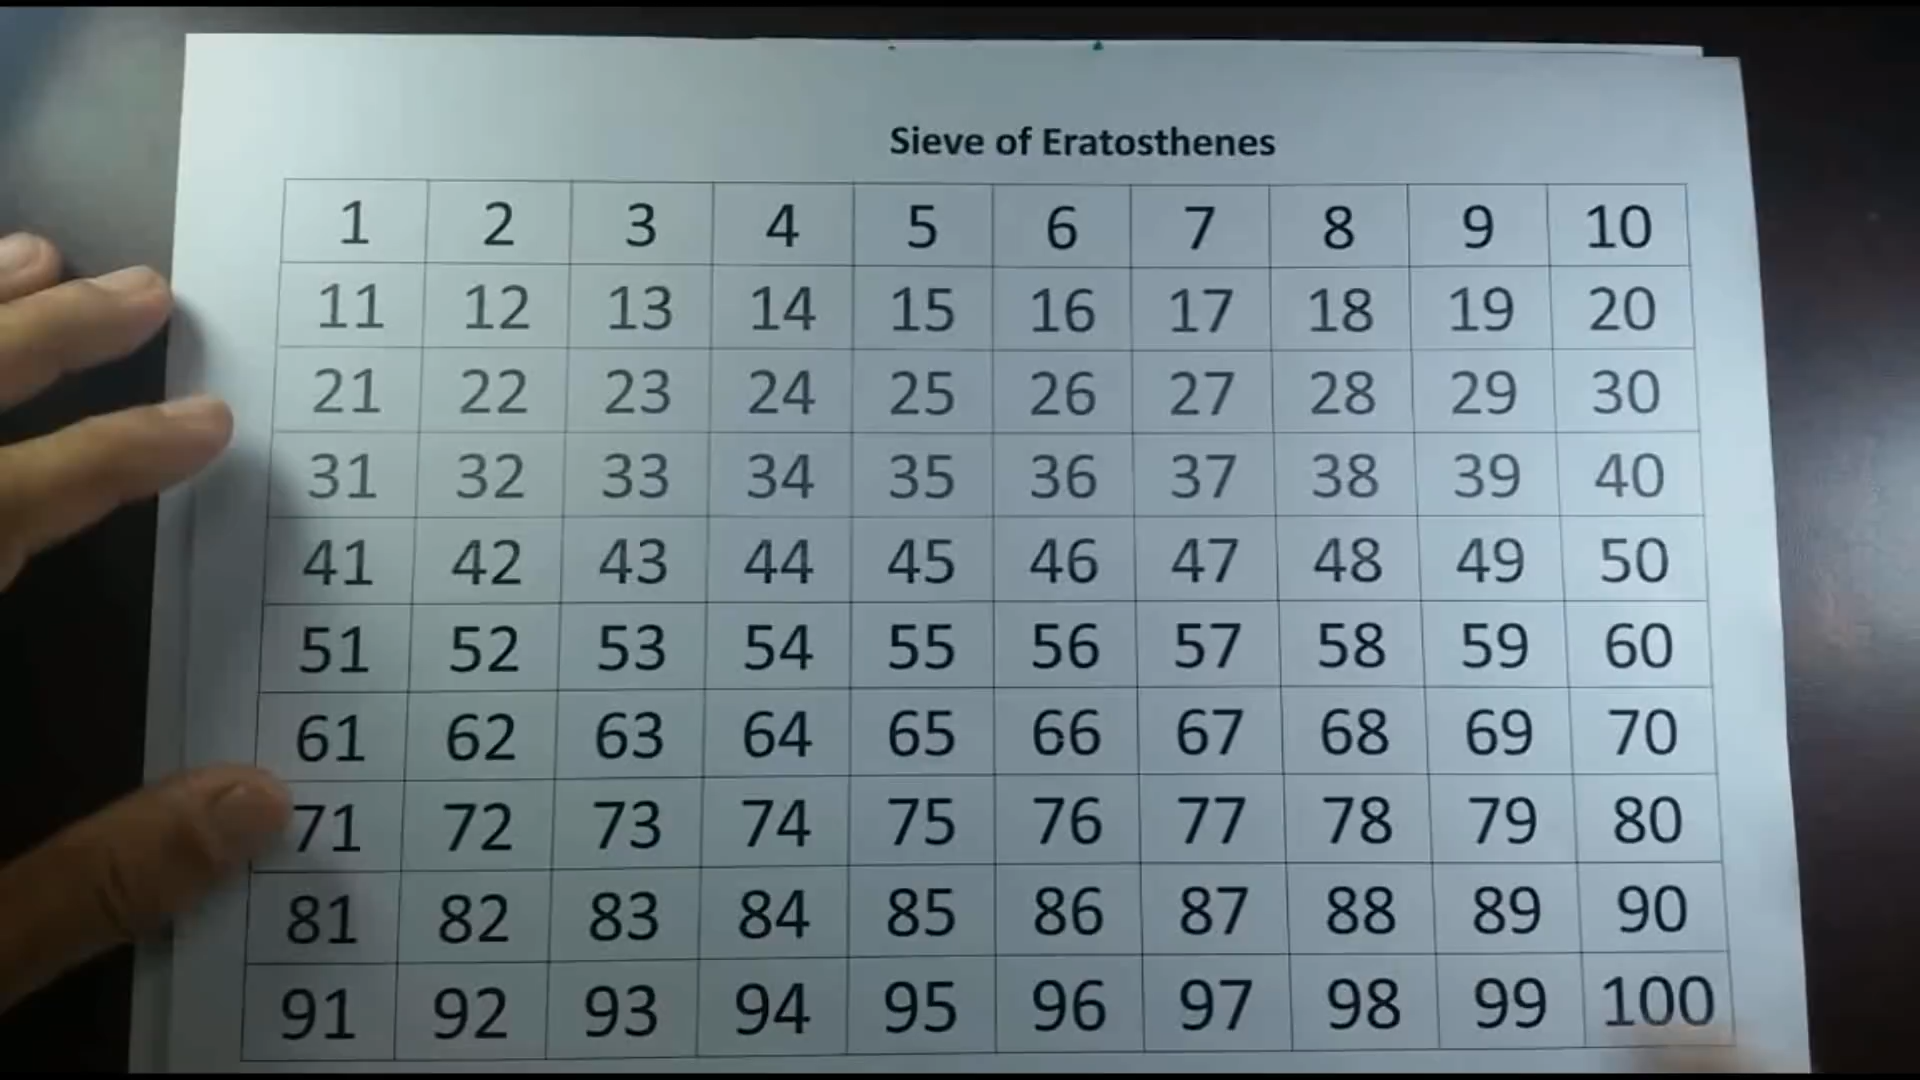 Sieve of Eratosthenes
1 2 3 4 5 6 7 8 9 10
11 12 13 14 15 16 17 18 19 20
21 22 23 24 25 26 27 28 29 30
31 32 33 34 35 36 37 38 39 40
41 42 43 44 45 46 47 48 49 50
51 52 53 54 55 56 57 58 59 60
61 62 63 64 65 66 67 68 69 70
71 72 73 74 75 76 77 78 79 80
81 82 83 84 85 86 87 88 89 90
91 92 93 94 95 96 97 98 99 100